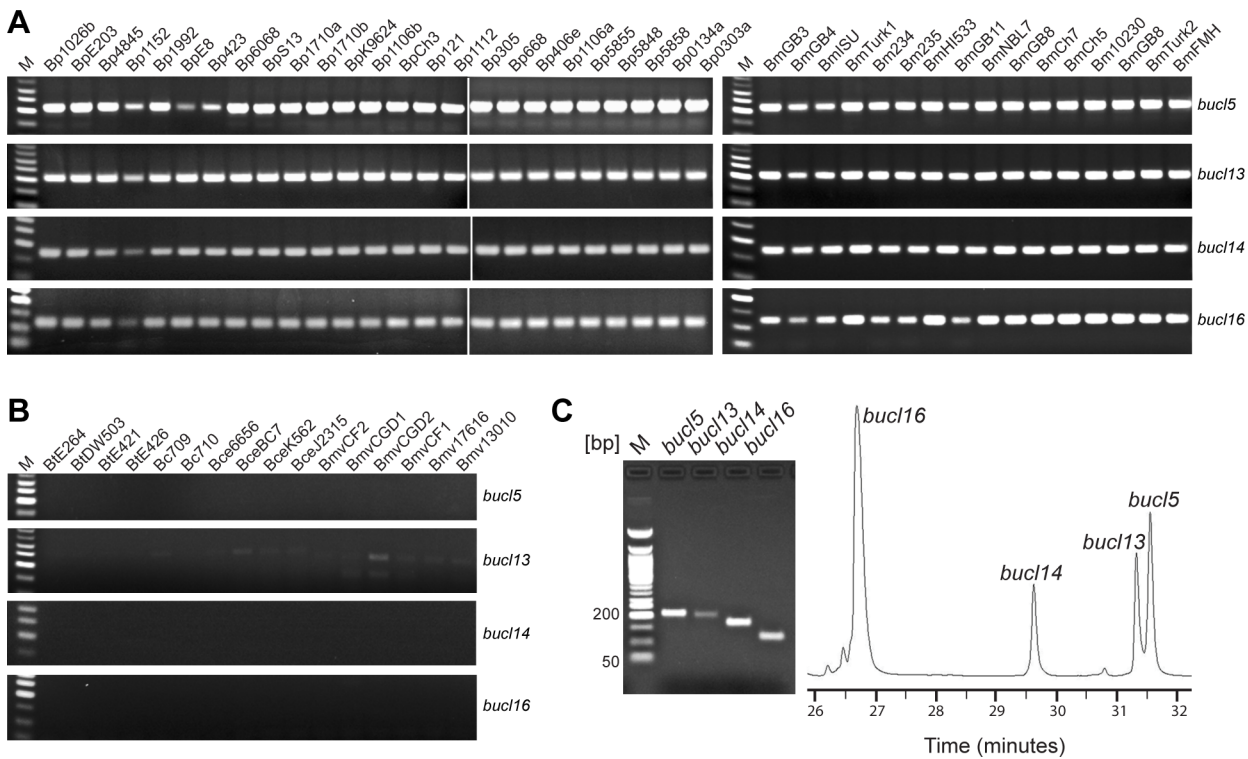 A
M Bp1026b BpE203 Bp4845 Bp1152 Bp1992 BpE8 Bp423 Bp6068 BpS13 Bp1710a Bp1710b BpK9624 Bp1106b BpCh3 Bp121 Bp1112 Bp305 Bp668 Bp406e Bp1106a Bp5855 Bp5848 Bp5858 Bp0134a Bp0303a
M BmGB3 BmGB4 BmISU BmTurk1 Bm234 Bm235 BmHI533 BmGB11 BmNBL7 BmGB8 BmCh7 BmCh5 Bm10230 BmGB8 BmTurk2 BmFMH
bucl5
bucl13
bucl14
bucl16
B
M BtE264 BtDW503 BtE421 BtE426 Bc709 Bc710 Bce6656 BceBC7 BceK562 BceJ2315 BmvCF2 BmvCGD1 BmvCGD2 BmvCF1 Bmv17616 Bmv13010
bucl5
bucl13
bucl14
bucl16
C
[bp] M bucl5 bucl13 bucl14 bucl16
200
50
bucl16
bucl14
bucl13
bucl5
26 27 28 29 30 31 32
Time (minutes)